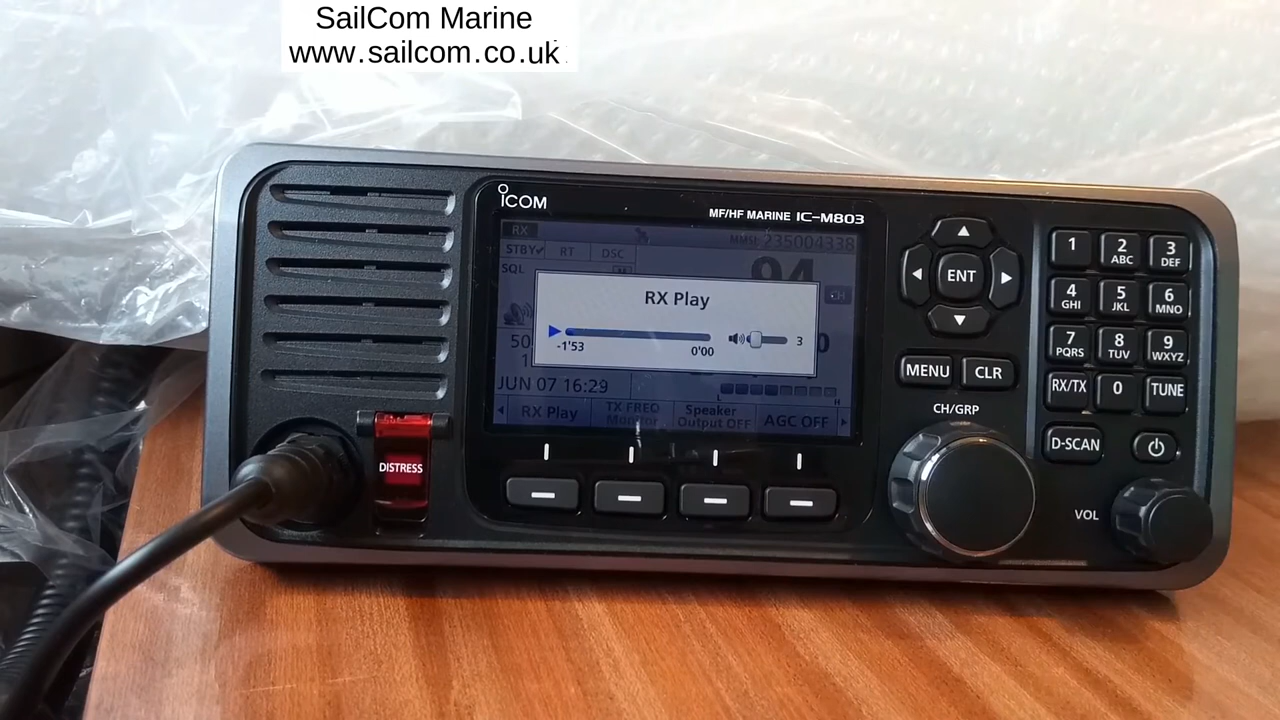 SailCom Marine
www.sailcom.co.uk
ICOM
MF/HF MARINE IC-M803
RX
MMSI 235004338
STBY✔ RT DSC
SQL
94
CH
RX Play
-1'53
0'00
3
50
JUN 07 16:29
L H
RX Play
TX FREQ
Monitor
Speaker
Output OFF
AGC OFF
DISTRESS
ENT
MENU
CLR
CH/GRP
1
2
ABC
3
DEF
4
GHI
5
JKL
6
MNO
7
PQRS
8
TUV
9
WXYZ
RX/TX
0
TUNE
D-SCAN
VOL